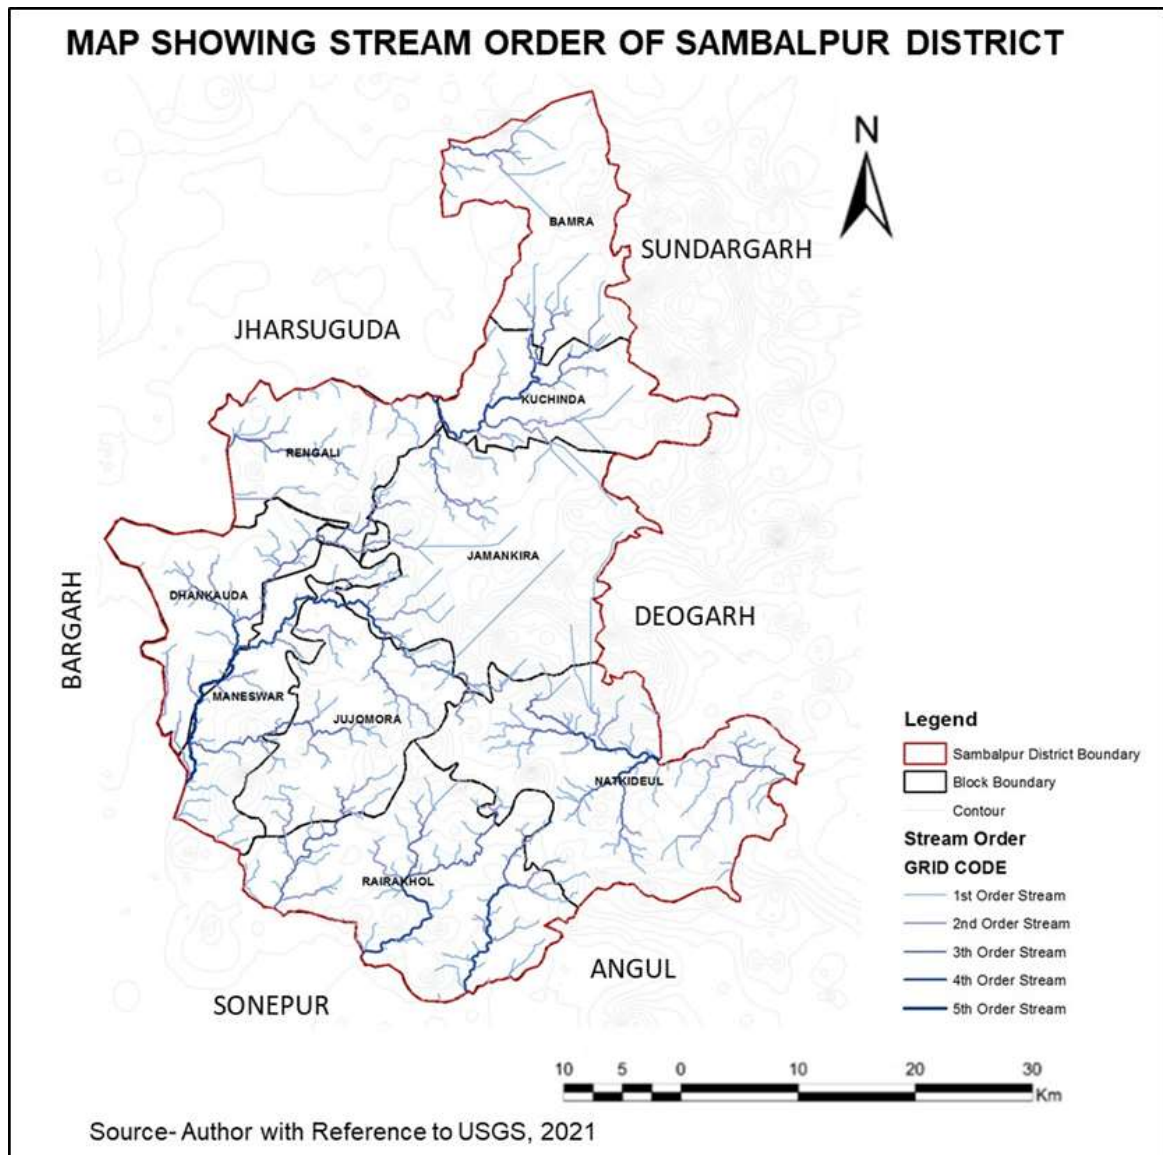 MAP SHOWING STREAM ORDER OF SAMBALPUR DISTRICT
N
BAMRA
SUNDARGARH
JHARSUGUDA
KUCHINDA
RENGALI
JAMANKIRA
DHANKAUDA
BARGARH
DEOGARH
MANESWAR
JUJOMORA
NATKIDEUL
RAIRAKHOL
ANGUL
SONEPUR
Legend
Sambalpur District Boundary
Block Boundary
Contour
Stream Order
GRID CODE
1st Order Stream
2nd Order Stream
3th Order Stream
4th Order Stream
5th Order Stream
10 5 0 10 20 30
Km
Source- Author with Reference to USGS, 2021